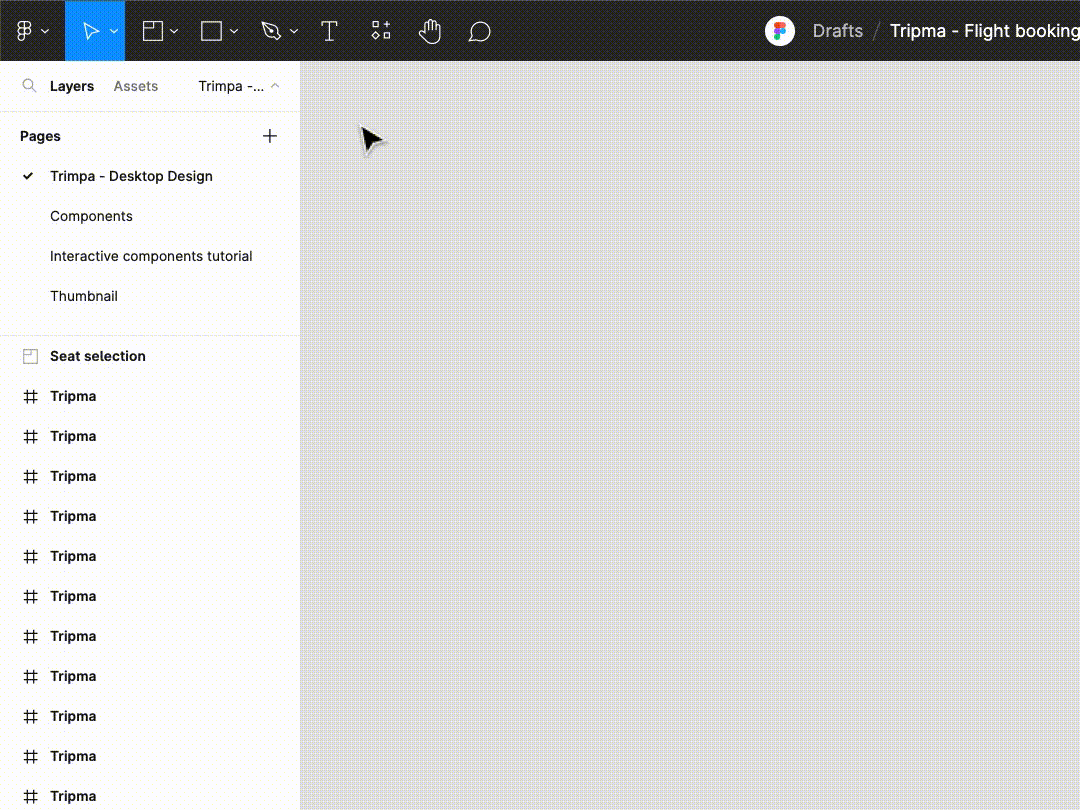 Drafts / Tripma - Flight booking
Layers Assets Trimpa -...
Pages
Trimpa - Desktop Design
Components
Interactive components tutorial
Thumbnail
Seat selection
Tripma
Tripma
Tripma
Tripma
Tripma
Tripma
Tripma
Tripma
Tripma
Tripma
Tripma